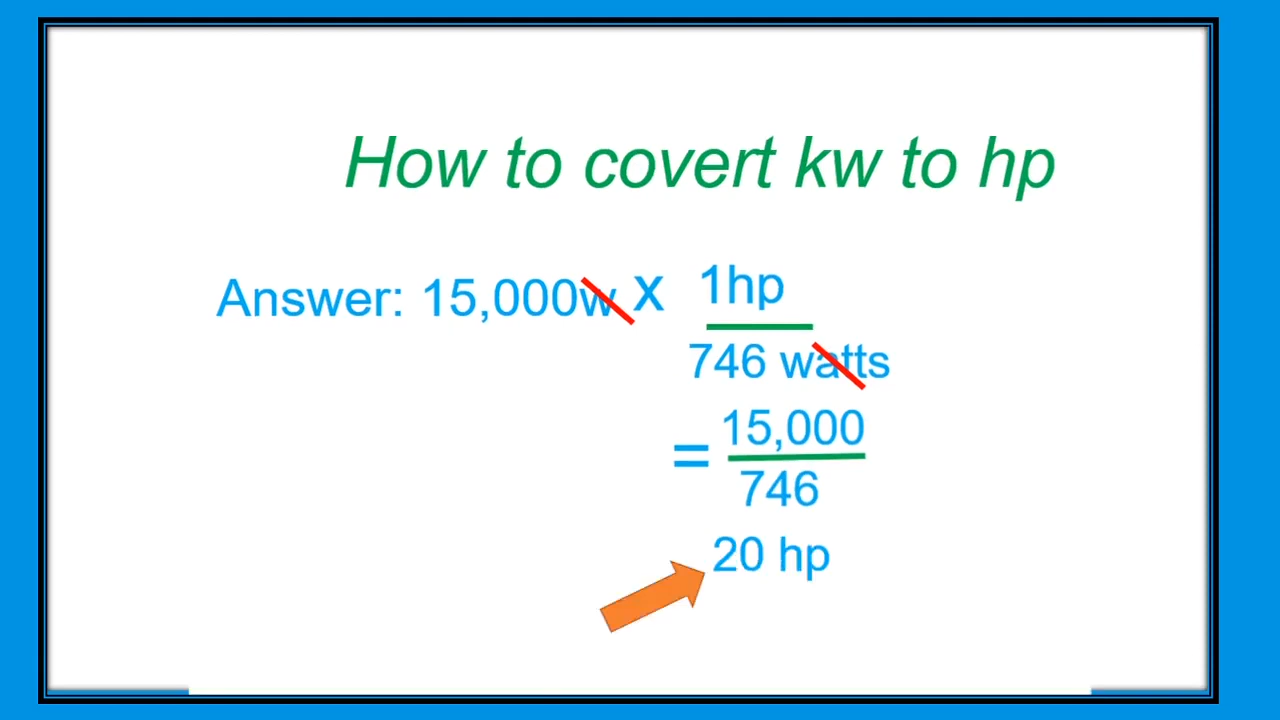 How to covert kw to hp
Answer: 15,000w x 1hp
746 watts
= 15,000
746
20 hp